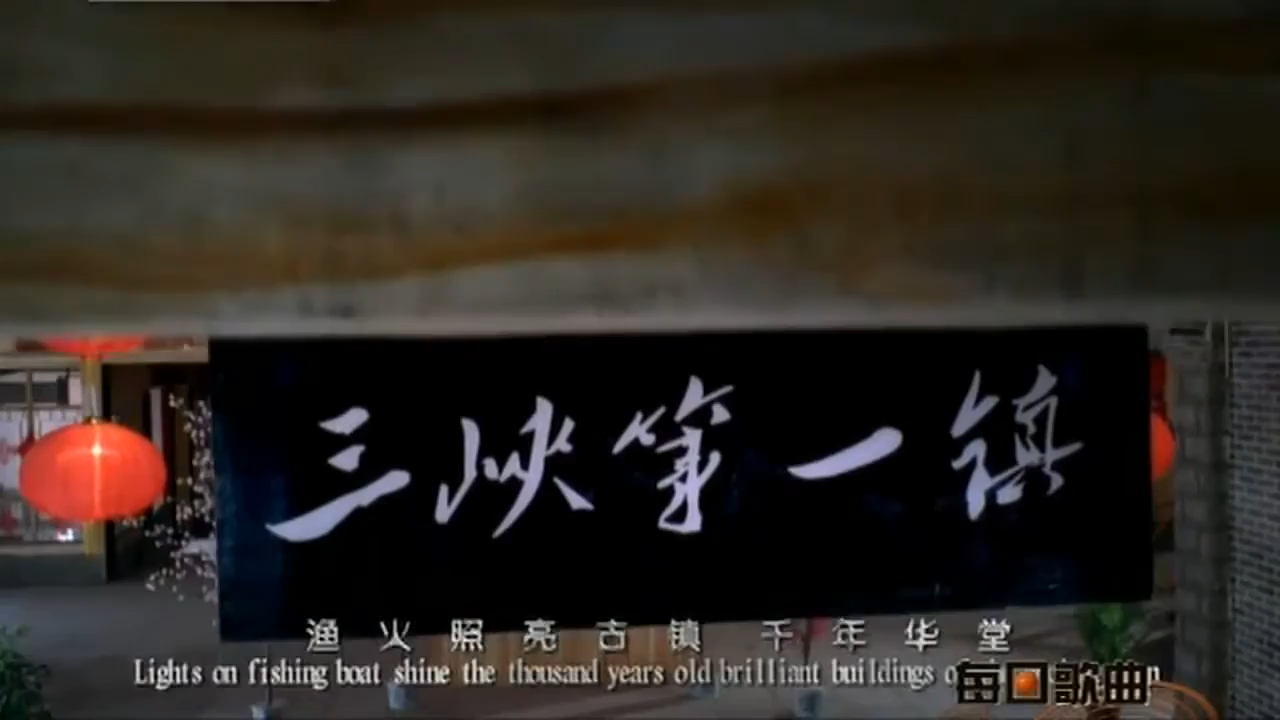 三峡第一镇
渔火照亮古镇 千年华堂
Lights on fishing boat shine the thousand years old brilliant buildings
每日歌曲